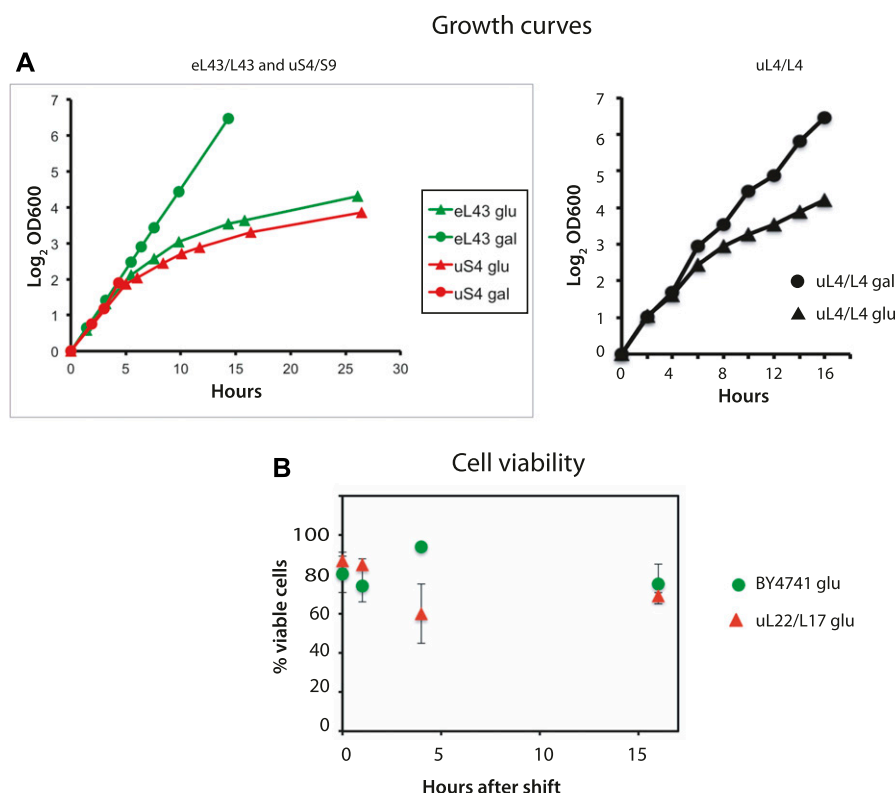 Growth curves
A
eL43/L43 and uS4/S9
Log2 OD600
7
6
5
4
3
2
1
0
0 5 10 15 20 25 30
Hours
eL43 glu
eL43 gal
uS4 glu
uS4 gal
uL4/L4
Log2 OD600
7
6
5
4
3
2
1
0
0 4 8 12 16
Hours
uL4/L4 gal
uL4/L4 glu
B
Cell viability
% viable cells
100
80
60
40
20
0
0 5 10 15
Hours after shift
BY4741 glu
uL22/L17 glu